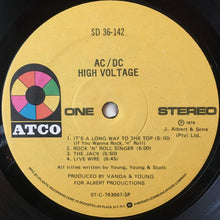 SD 36-142
AC/DC
HIGH VOLTAGE
ONE
STEREO
ATCO
℗ 1976
J. Albert & Sons
(Pty) Ltd.
1. IT'S A LONG WAY TO THE TOP (5:10)
(If You Wanna Rock 'N' Roll)
2. ROCK 'N' ROLL SINGER (5:00)
3. THE JACK (5:50)
4. LIVE WIRE (5:45)
All titles written by Young, Young & Scott
PRODUCED BY VANDA & YOUNG
FOR ALBERT PRODUCTIONS
ST-C-763667-SP